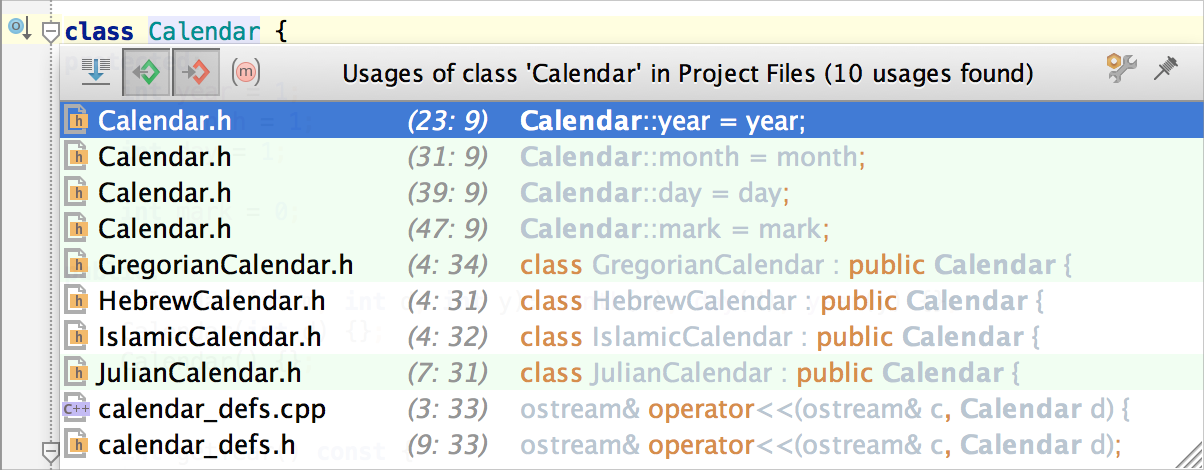 class Calendar {
Usages of class 'Calendar' in Project Files (10 usages found)
Calendar.h (23: 9) Calendar::year = year;
Calendar.h (31: 9) Calendar::month = month;
Calendar.h (39: 9) Calendar::day = day;
Calendar.h (47: 9) Calendar::mark = mark;
GregorianCalendar.h (4: 34) class GregorianCalendar : public Calendar {
HebrewCalendar.h (4: 31) class HebrewCalendar : public Calendar {
IslamicCalendar.h (4: 32) class IslamicCalendar : public Calendar {
JulianCalendar.h (7: 31) class JulianCalendar : public Calendar {
calendar_defs.cpp (3: 33) ostream& operator<<(ostream& c, Calendar d) {
calendar_defs.h (9: 33) ostream& operator<<(ostream& c, Calendar d);